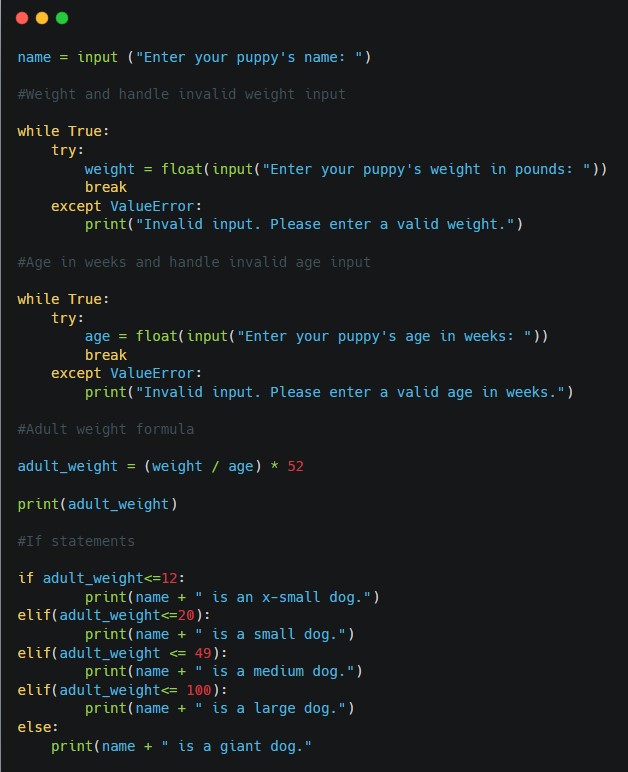 name = input ("Enter your puppy's name: ")
#Weight and handle invalid weight input
while True:
    try:
        weight = float(input("Enter your puppy's weight in pounds: "))
        break
    except ValueError:
        print("Invalid input. Please enter a valid weight.")
#Age in weeks and handle invalid age input
while True:
    try:
        age = float(input("Enter your puppy's age in weeks: "))
        break
    except ValueError:
        print("Invalid input. Please enter a valid age in weeks.")
#Adult weight formula
adult_weight = (weight / age) * 52
print(adult_weight)
#If statements
if adult_weight<=12:
        print(name + " is an x-small dog.")
elif(adult_weight<=20):
        print(name + " is a small dog.")
elif(adult_weight <= 49):
        print(name + " is a medium dog.")
elif(adult_weight<= 100):
        print(name + " is a large dog.")
else:
    print(name + " is a giant dog."